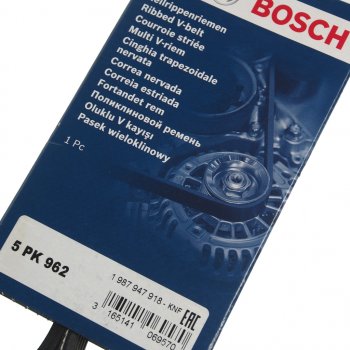 BOSCH
Keilrippenriemen
Ribbed V-belt
Courroie striée
Multi V-riem
Cinghia trapezoidale
nervata
Correa nervada
Correia estriada
Fortandet rem
Поликлиновой ремень
Oluklu V kayışı
Pasek wieloklinowy
1 Pc
5 PK 962
1 987 947 918 - KNF
3 165141 069570
EAC